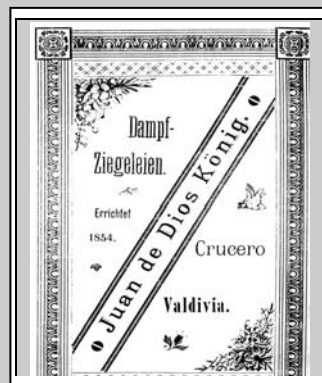 Dampf-
Ziegeleien.
Errichtet
1854.
Juan de Dios König.
Crucero
Valdivia.